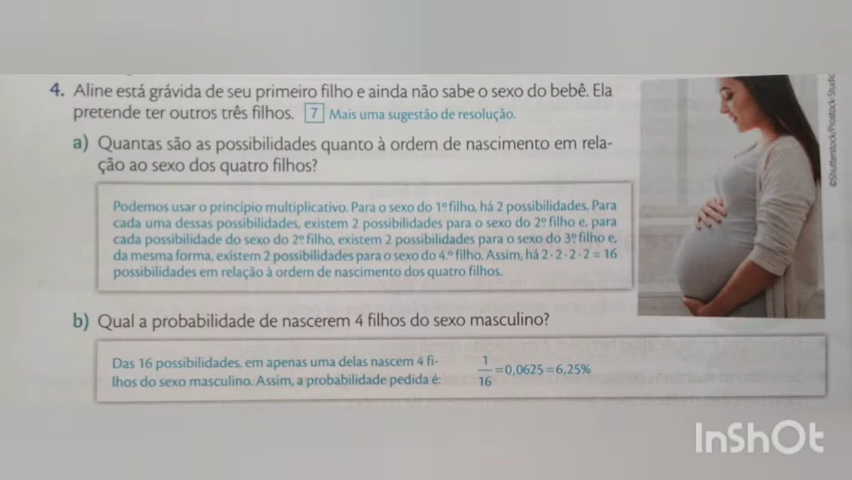 4. Aline está grávida de seu primeiro filho e ainda não sabe o sexo do bebê. Ela
pretende ter outros três filhos. 7 Mais uma sugestão de resolução.
a) Quantas são as possibilidades quanto à ordem de nascimento em rela-
ção ao sexo dos quatro filhos?
Podemos usar o princípio multiplicativo. Para o sexo do 1º filho, há 2 possibilidades. Para
cada uma dessas possibilidades, existem 2 possibilidades para o sexo do 2º filho e, para
cada possibilidade do sexo do 2º filho, existem 2 possibilidades para o sexo do 3º filho e,
da mesma forma, existem 2 possibilidades para o sexo do 4.º filho. Assim, há 2 · 2 · 2 · 2 = 16
possibilidades em relação à ordem de nascimento dos quatro filhos.
©Shutterstock/Prostock-Studio
b) Qual a probabilidade de nascerem 4 filhos do sexo masculino?
Das 16 possibilidades, em apenas uma delas nascem 4 fi-
lhos do sexo masculino. Assim, a probabilidade pedida é:
1/16 = 0,0625 = 6,25%
InShOt